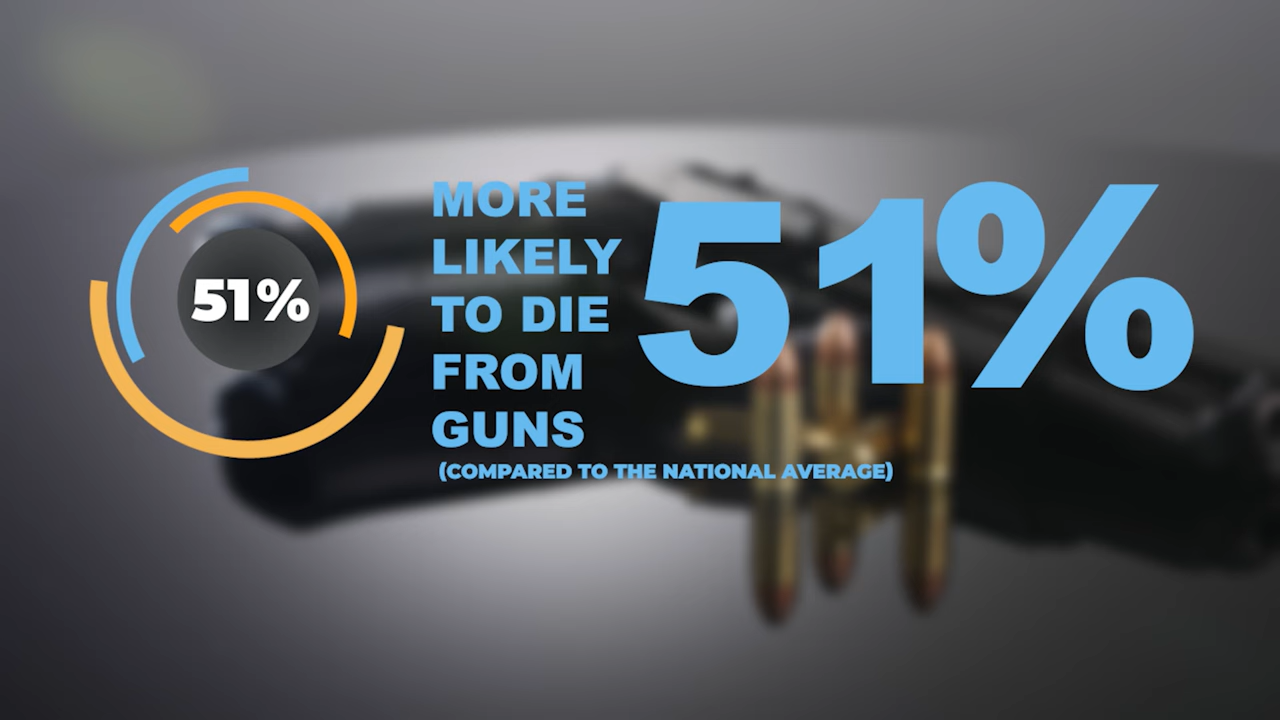 51%
MORE
LIKELY
TO DIE
FROM
GUNS
51%
(COMPARED TO THE NATIONAL AVERAGE)